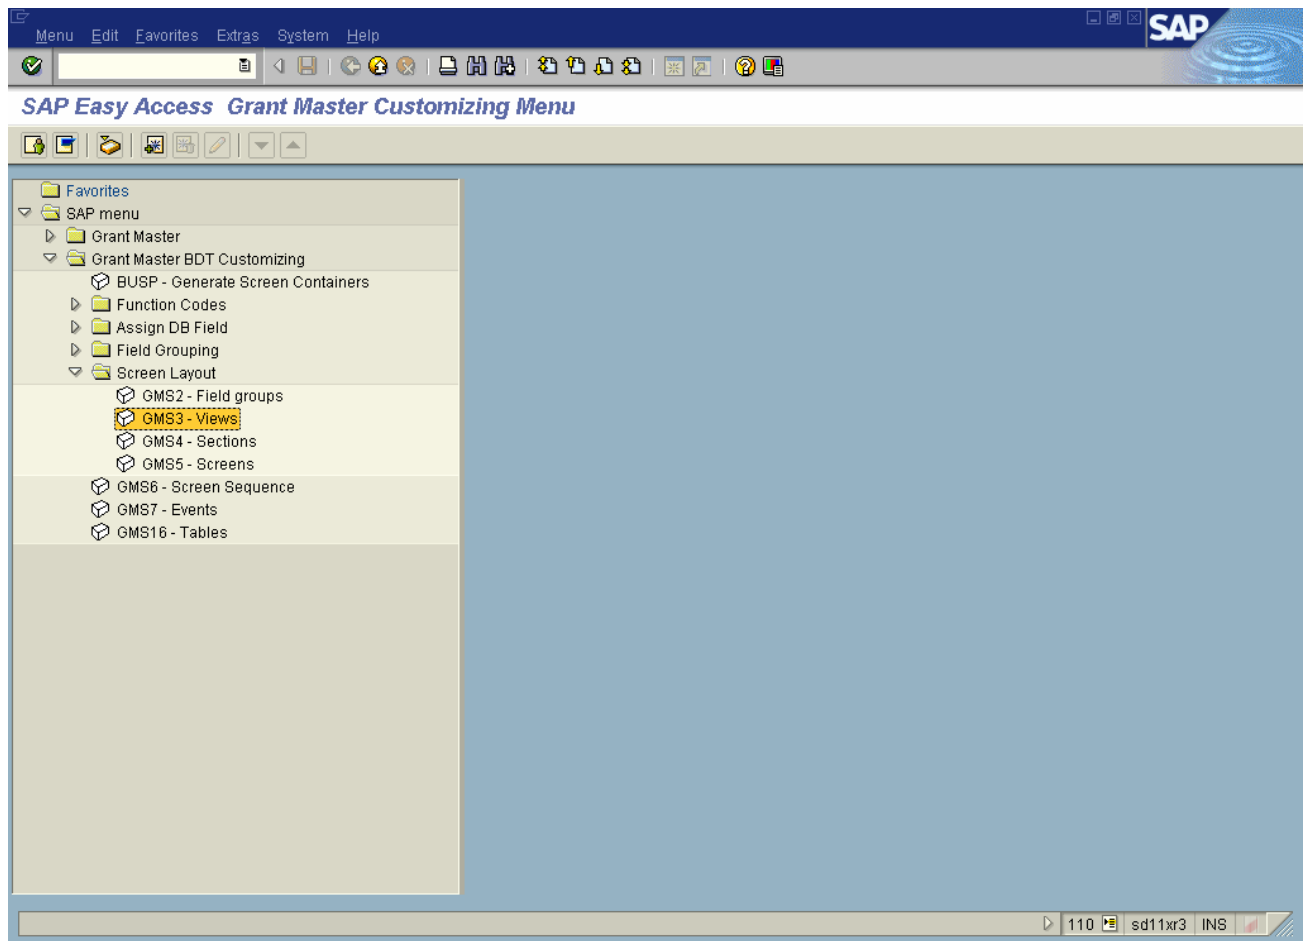 SAP
Menu Edit Favorites Extras System Help
SAP Easy Access Grant Master Customizing Menu
Favorites
SAP menu
Grant Master
Grant Master BDT Customizing
BUSP - Generate Screen Containers
Function Codes
Assign DB Field
Field Grouping
Screen Layout
GMS2 - Field groups
GMS3 - Views
GMS4 - Sections
GMS5 - Screens
GMS6 - Screen Sequence
GMS7 - Events
GMS16 - Tables
110 sd11xr3 INS